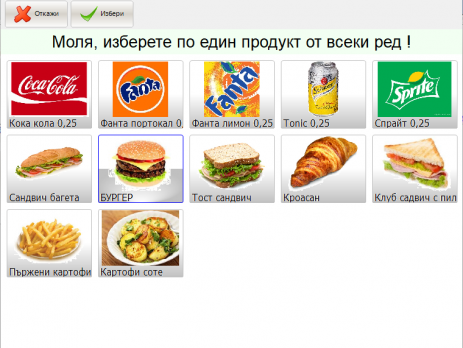 Откажи
Избери
Моля, изберете по един продукт от всеки ред !
Coca-Cola
Fanta
Fanta
Sprite
Кока кола 0,25
Фанта портокал 0
Фанта лимон 0,25
Tonic 0,25
Спрайт 0,25
Сандвич багета
БУРГЕР
Тост сандвич
Кроасан
Клуб садвич с пил
Пържени картофи
Картофи соте